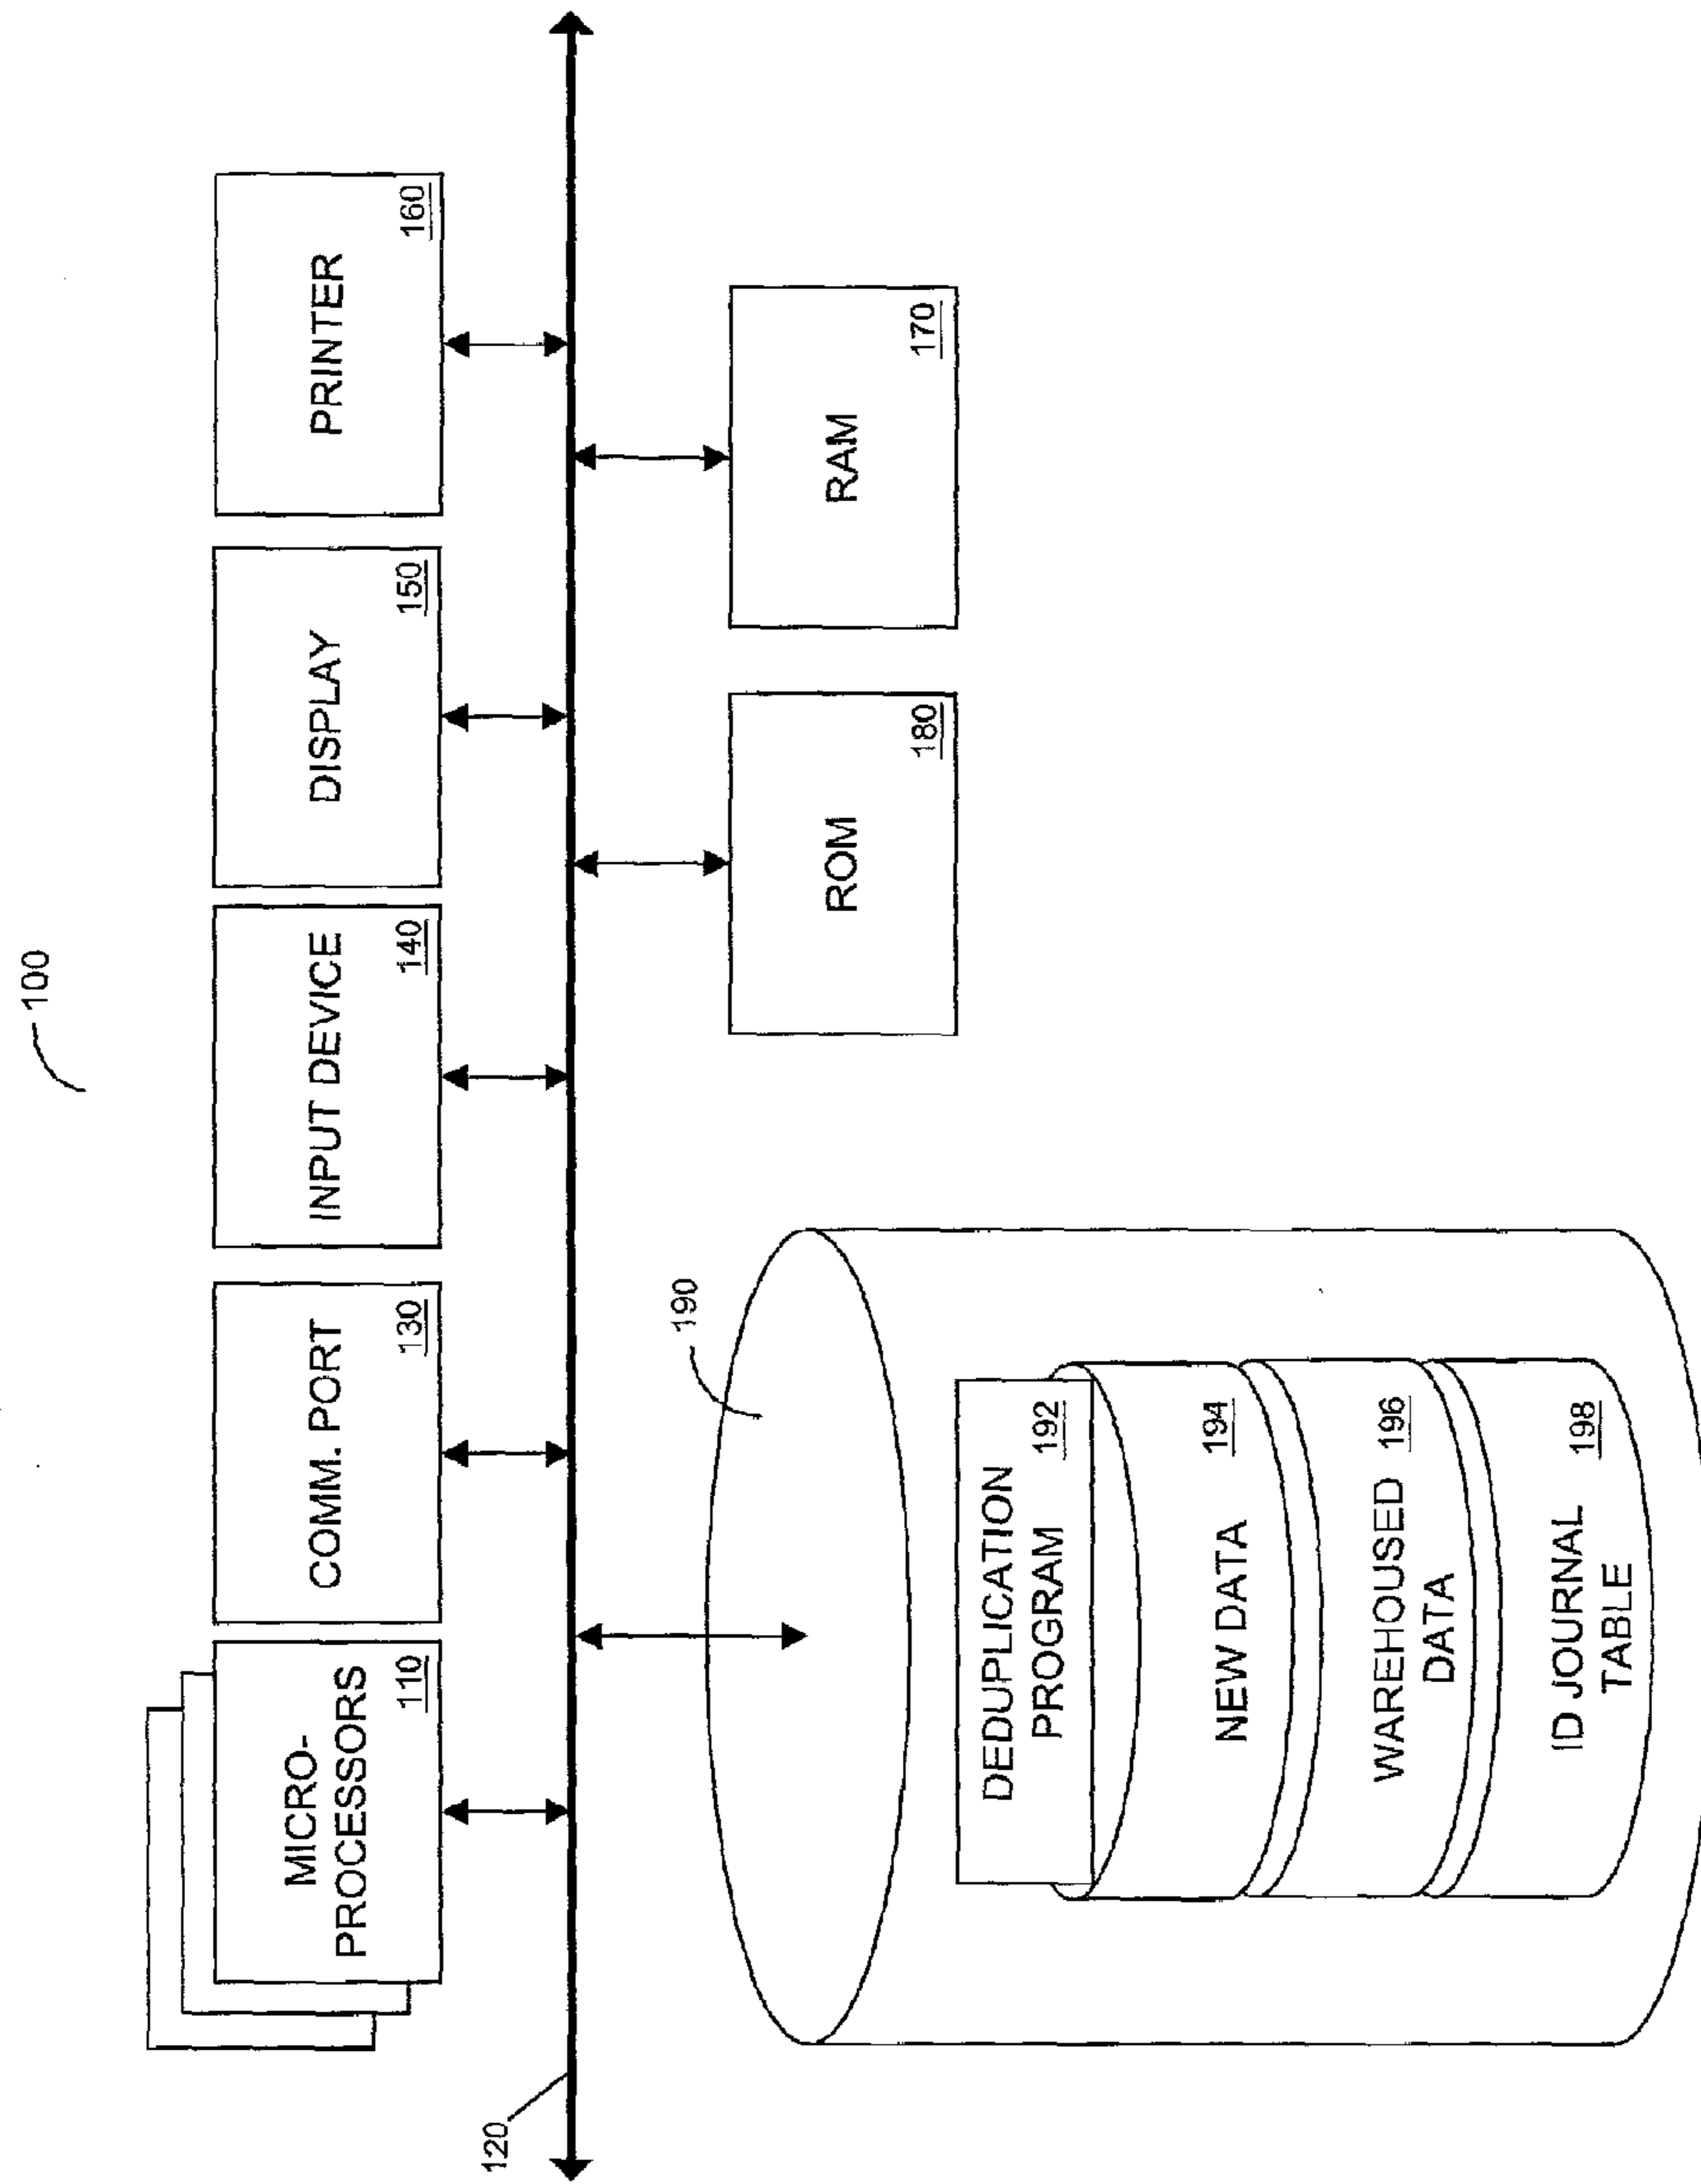 100
MICRO-
PROCESSORS
110
COMM. PORT
130
INPUT DEVICE
140
DISPLAY
150
PRINTER
160
120
190
ROM
180
RAM
170
DEDUPLICATION
PROGRAM 192
NEW DATA 194
WAREHOUSED 196
DATA
ID JOURNAL 198
TABLE